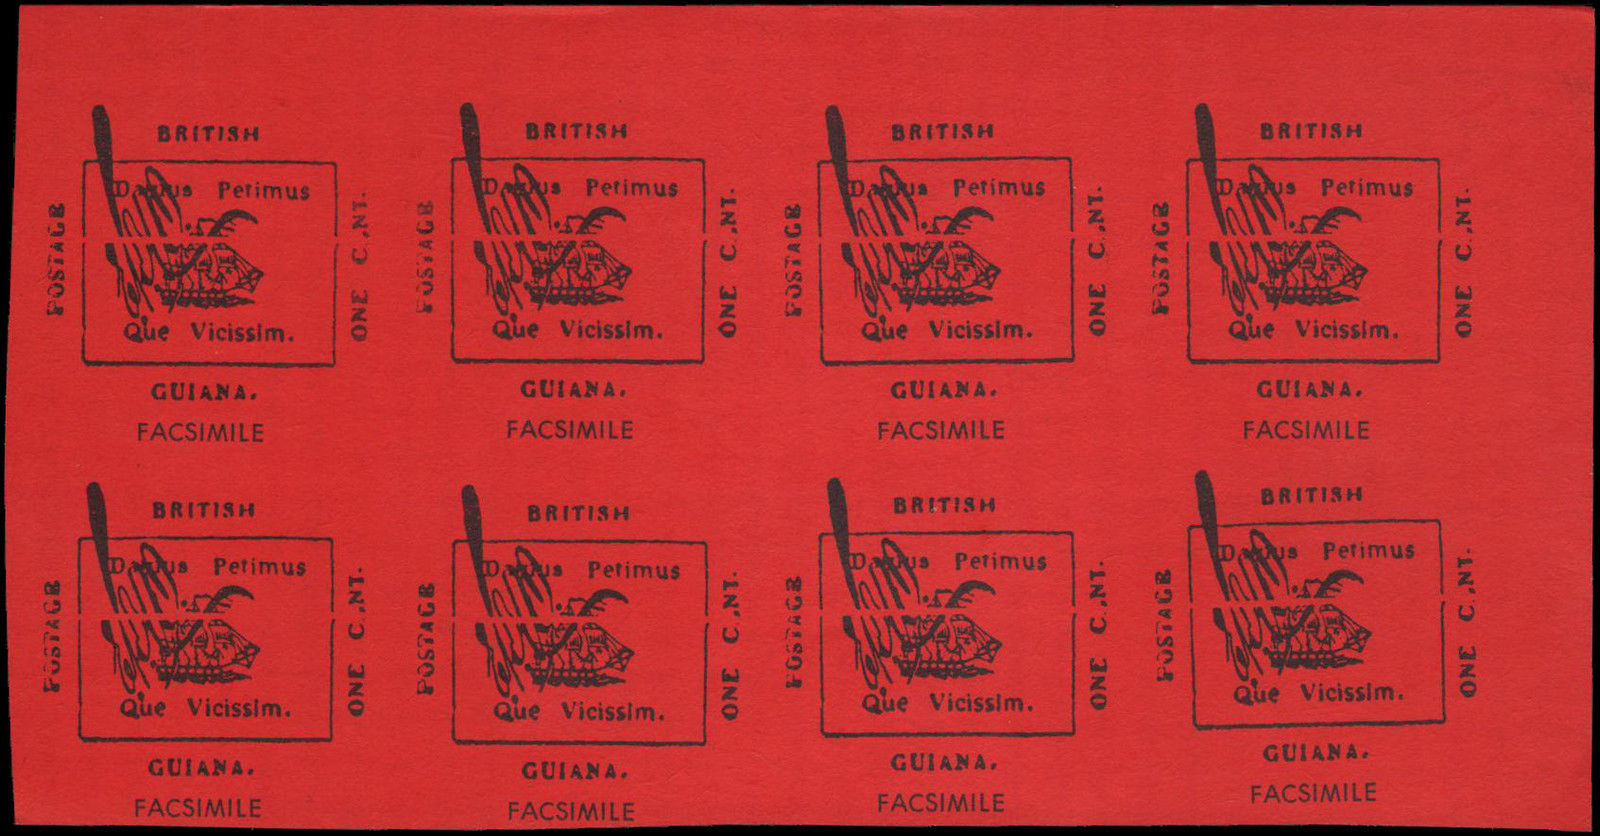 BRITISH BRITISH BRITISH BRITISH
POSTAGE Damus Petimus ONE C.NT. POSTAGE Damus Petimus ONE C.NT. POSTAGE Damus Petimus ONE C.NT. POSTAGE Damus Petimus ONE C.NT.
Que Vicissim. Que Vicissim. Que Vicissim. Que Vicissim.
GUIANA. GUIANA. GUIANA. GUIANA.
FACSIMILE FACSIMILE FACSIMILE FACSIMILE
BRITISH BRITISH BRITISH BRITISH
POSTAGE Damus Petimus ONE C.NT. POSTAGE Damus Petimus ONE C.NT. POSTAGE Damus Petimus ONE C.NT. POSTAGE Damus Petimus ONE C.NT.
Que Vicissim. Que Vicissim. Que Vicissim. Que Vicissim.
GUIANA. GUIANA. GUIANA. GUIANA.
FACSIMILE FACSIMILE FACSIMILE FACSIMILE